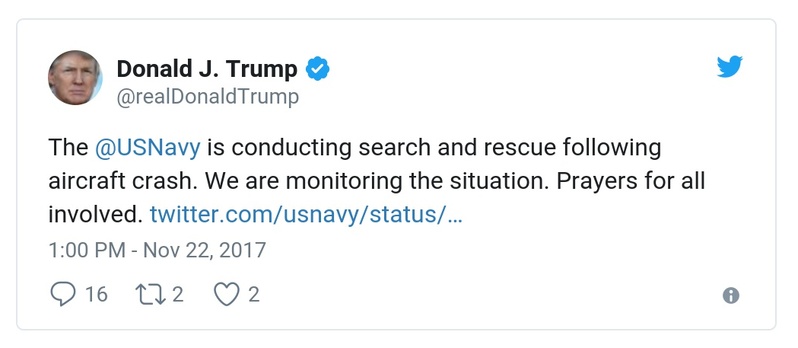 Donald J. Trump
@realDonaldTrump
The @USNavy is conducting search and rescue following
aircraft crash. We are monitoring the situation. Prayers for all
involved. twitter.com/usnavy/status/…
1:00 PM - Nov 22, 2017
16 2 2